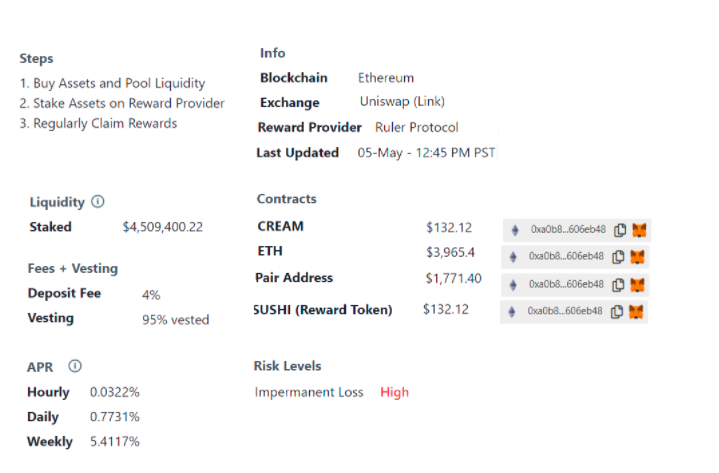 Steps
1. Buy Assets and Pool Liquidity
2. Stake Assets on Reward Provider
3. Regularly Claim Rewards
Info
Blockchain Ethereum
Exchange Uniswap (Link)
Reward Provider Ruler Protocol
Last Updated 05-May - 12:45 PM PST
Liquidity
Staked $4,509,400.22
Fees + Vesting
Deposit Fee 4%
Vesting 95% vested
Contracts
CREAM $132.12 0xa0b8...606eb48
ETH $3,965.4 0xa0b8...606eb48
Pair Address $1,771.40 0xa0b8...606eb48
SUSHI (Reward Token) $132.12 0xa0b8...606eb48
APR
Hourly 0.0322%
Daily 0.7731%
Weekly 5.4117%
Risk Levels
Impermanent Loss High